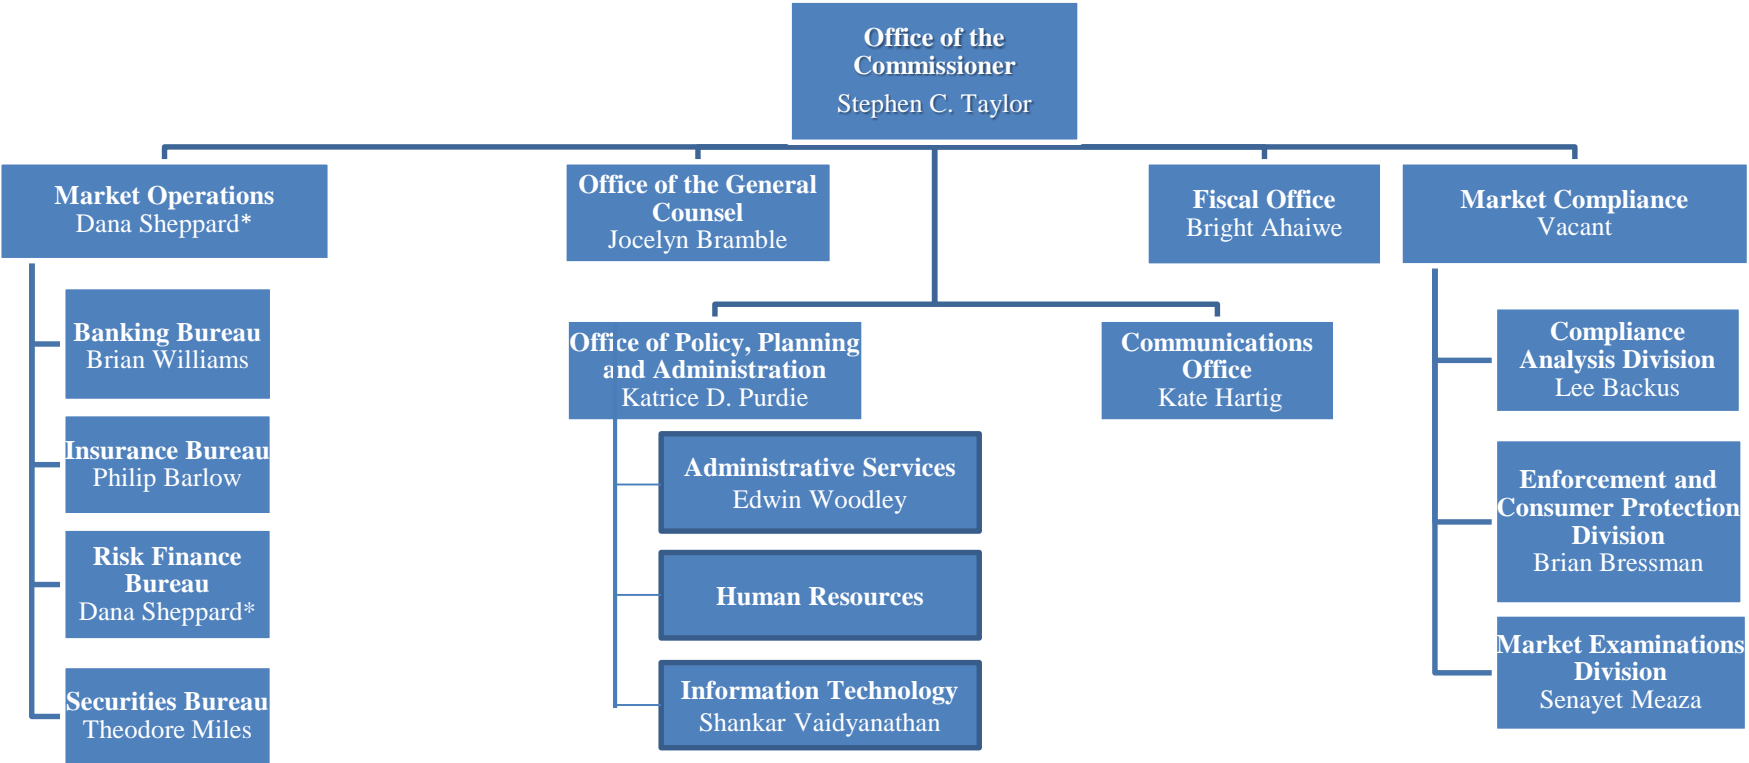 Office of the
Commissioner
Stephen C. Taylor
Market Operations
Dana Sheppard*
Office of the General
Counsel
Jocelyn Bramble
Fiscal Office
Bright Ahaiwe
Market Compliance
Vacant
Banking Bureau
Brian Williams
Insurance Bureau
Philip Barlow
Risk Finance
Bureau
Dana Sheppard*
Securities Bureau
Theodore Miles
Office of Policy, Planning
and Administration
Katrice D. Purdie
Administrative Services
Edwin Woodley
Human Resources
Information Technology
Shankar Vaidyanathan
Communications
Office
Kate Hartig
Compliance
Analysis Division
Lee Backus
Enforcement and
Consumer Protection
Division
Brian Bressman
Market Examinations
Division
Senayet Meaza